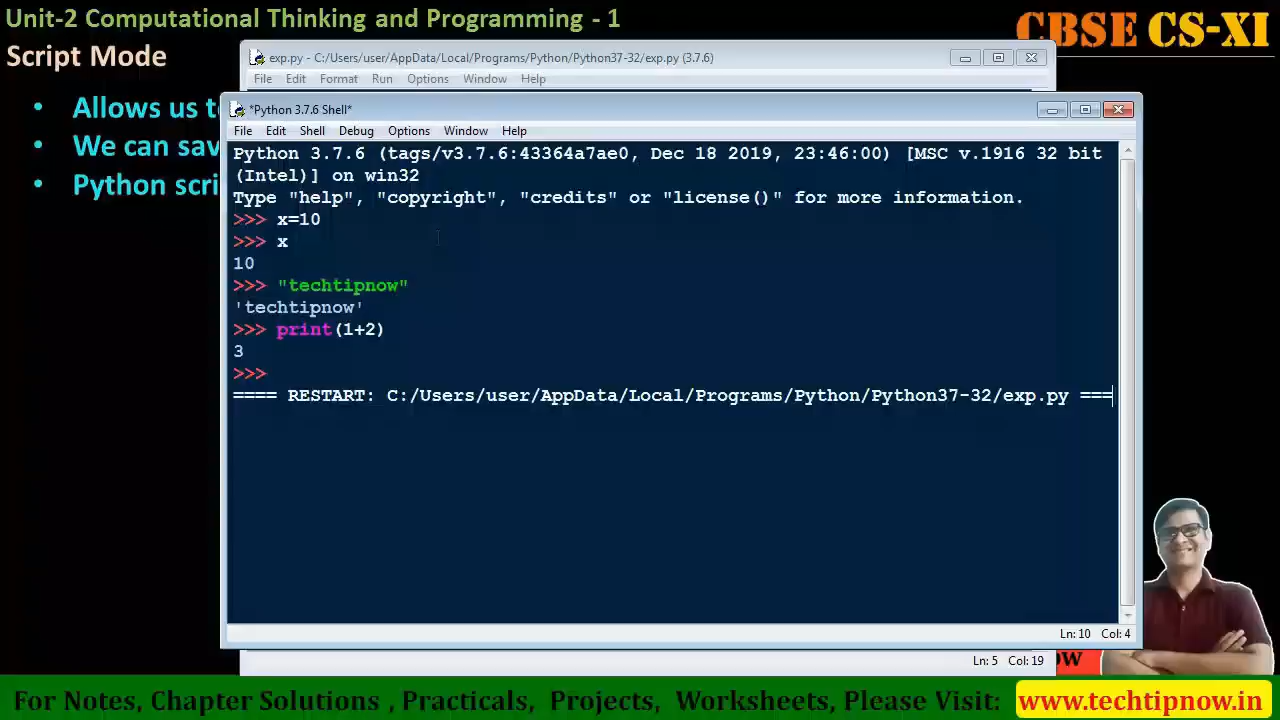 Unit-2 Computational Thinking and Programming - 1
CBSE CS-XI
Script Mode
exp.py - C:/Users/user/AppData/Local/Programs/Python/Python37-32/exp.py (3.7.6)
File Edit Format Run Options Window Help
• Allows us
• We can
• Python
*Python 3.7.6 Shell*
File Edit Shell Debug Options Window Help
Python 3.7.6 (tags/v3.7.6:43364a7ae0, Dec 18 2019, 23:46:00) [MSC v.1916 32 bit
(Intel)] on win32
Type "help", "copyright", "credits" or "license()" for more information.
>>> x=10
>>> x
10
>>> "techtipnow"
'techtipnow'
>>> print(1+2)
3
>>>
==== RESTART: C:/Users/user/AppData/Local/Programs/Python/Python37-32/exp.py ===
Ln: 10 Col: 4
Ln: 5 Col: 19
For Notes, Chapter Solutions , Practicals, Projects, Worksheets, Please Visit: www.techtipnow.in